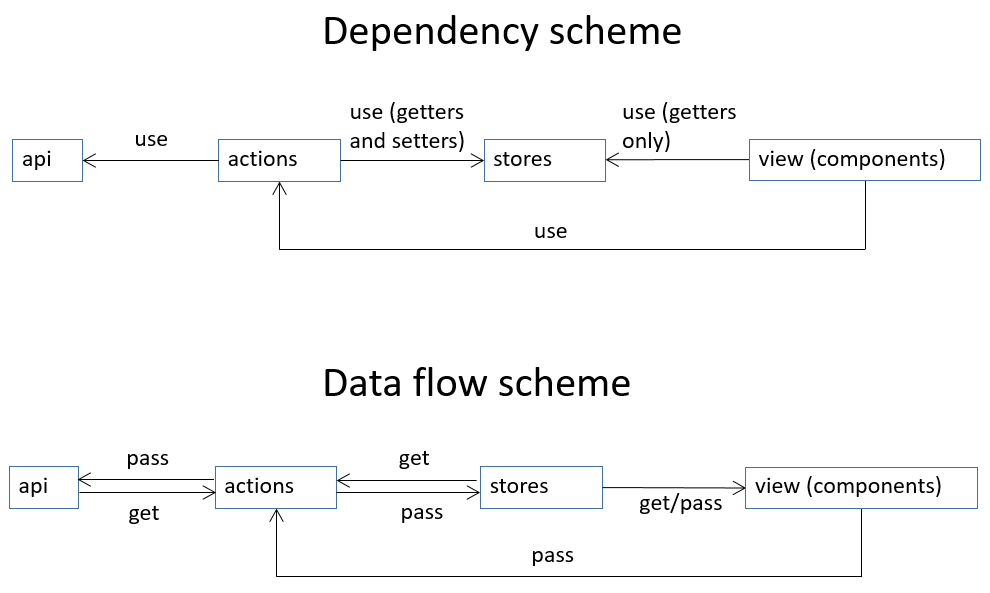 Dependency scheme
use
use (getters
and setters)
use (getters
only)
api
actions
stores
view (components)
use
Data flow scheme
pass
get
api
actions
stores
view (components)
get
pass
get/pass
pass